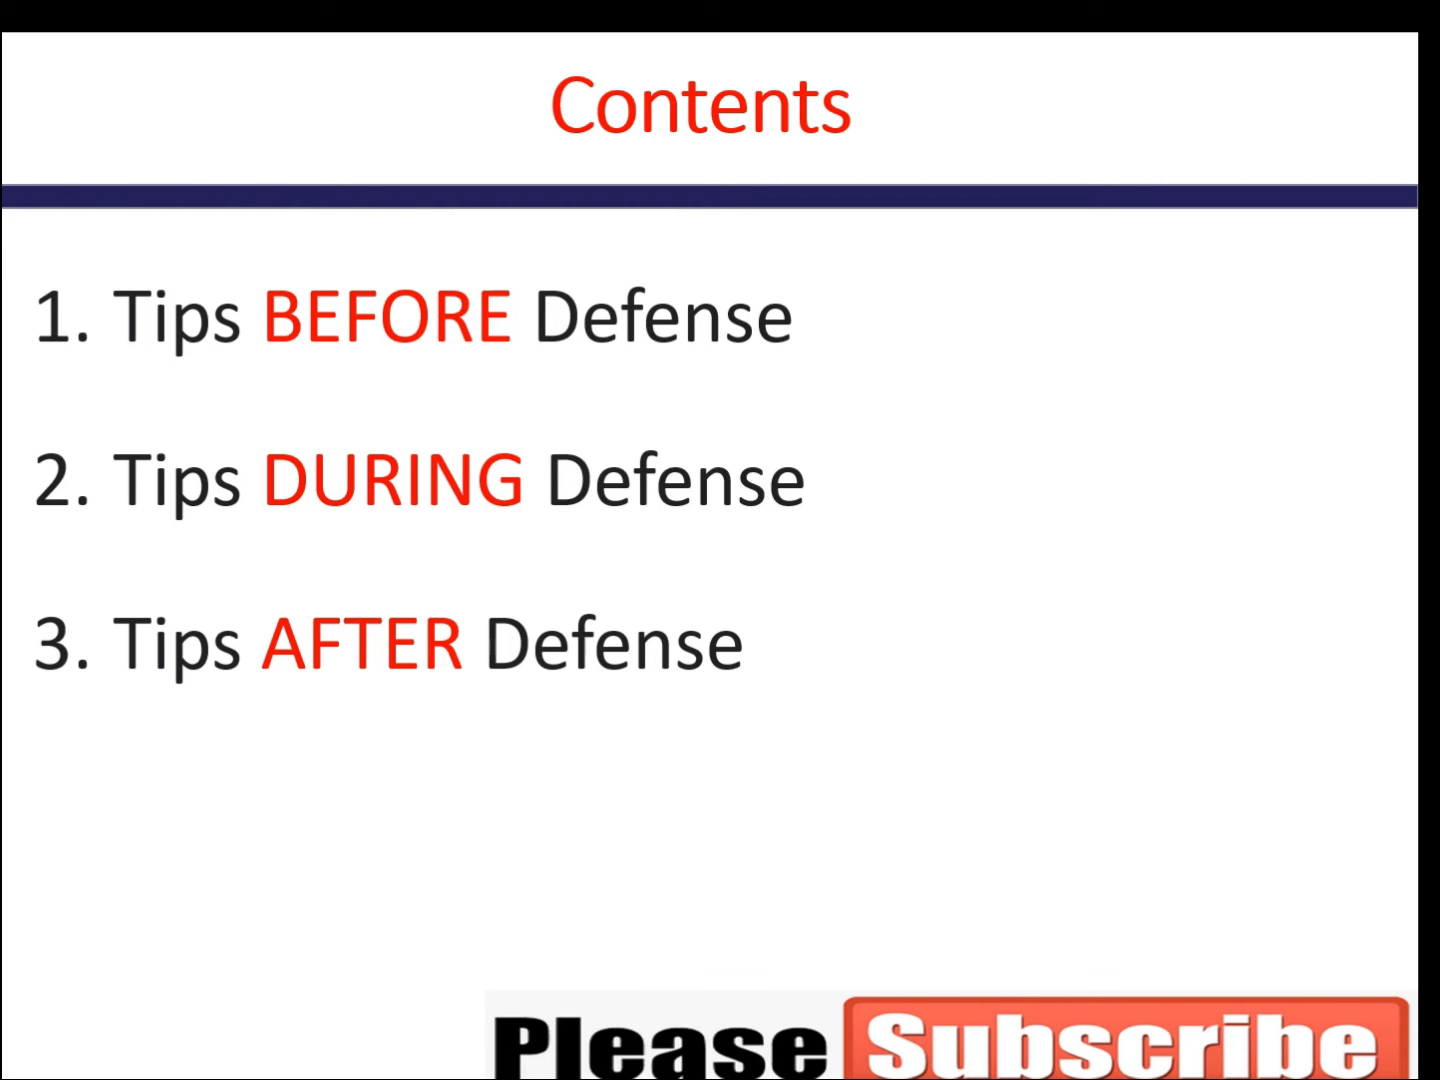 Contents
1. Tips BEFORE Defense
2. Tips DURING Defense
3. Tips AFTER Defense
Please Subscribe